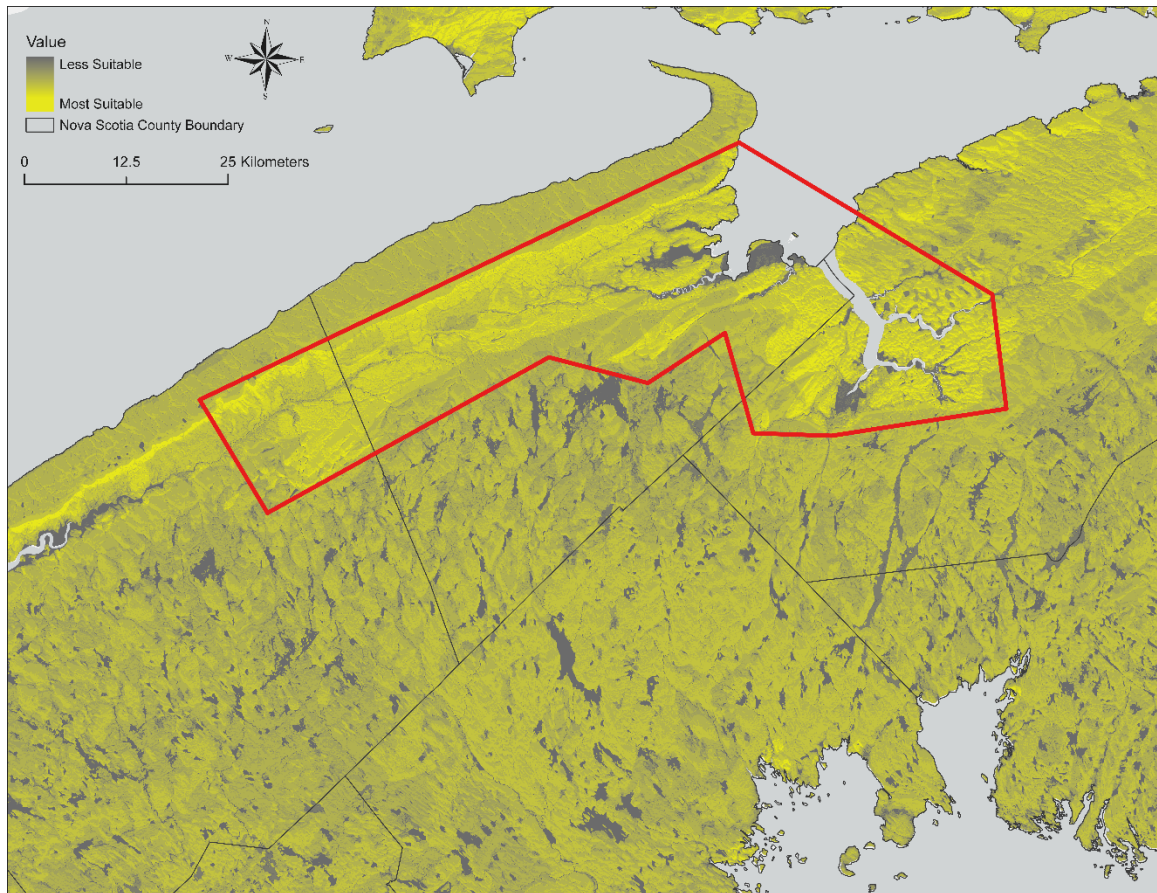 Value
Less Suitable
Most Suitable
Nova Scotia County Boundary
0 12.5 25 Kilometers
N
W E
S